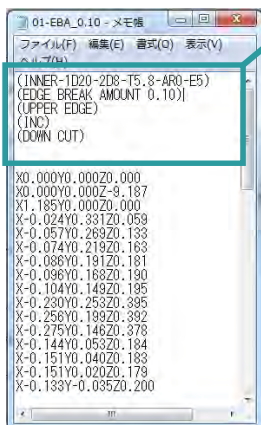 01-EBA_0.10 - メモ帳
ファイル(F) 編集(E) 書式(O) 表示(V)
ヘルプ(H)
(INNER-1D20-2D8-T5.8-AR0-E5)
(EDGE BREAK AMOUNT 0.10)
(UPPER EDGE)
(INC)
(DOWN CUT)
X0.000Y0.000Z0.000
X0.000Y0.000Z-9.187
X1.185Y0.000Z0.000
X-0.024Y0.331Z0.059
X-0.057Y0.269Z0.133
X-0.074Y0.219Z0.163
X-0.086Y0.191Z0.181
X-0.096Y0.168Z0.190
X-0.104Y0.149Z0.195
X-0.230Y0.253Z0.395
X-0.256Y0.199Z0.392
X-0.275Y0.146Z0.378
X-0.144Y0.053Z0.184
X-0.151Y0.040Z0.183
X-0.151Y0.020Z0.179
X-0.133Y-0.035Z0.200